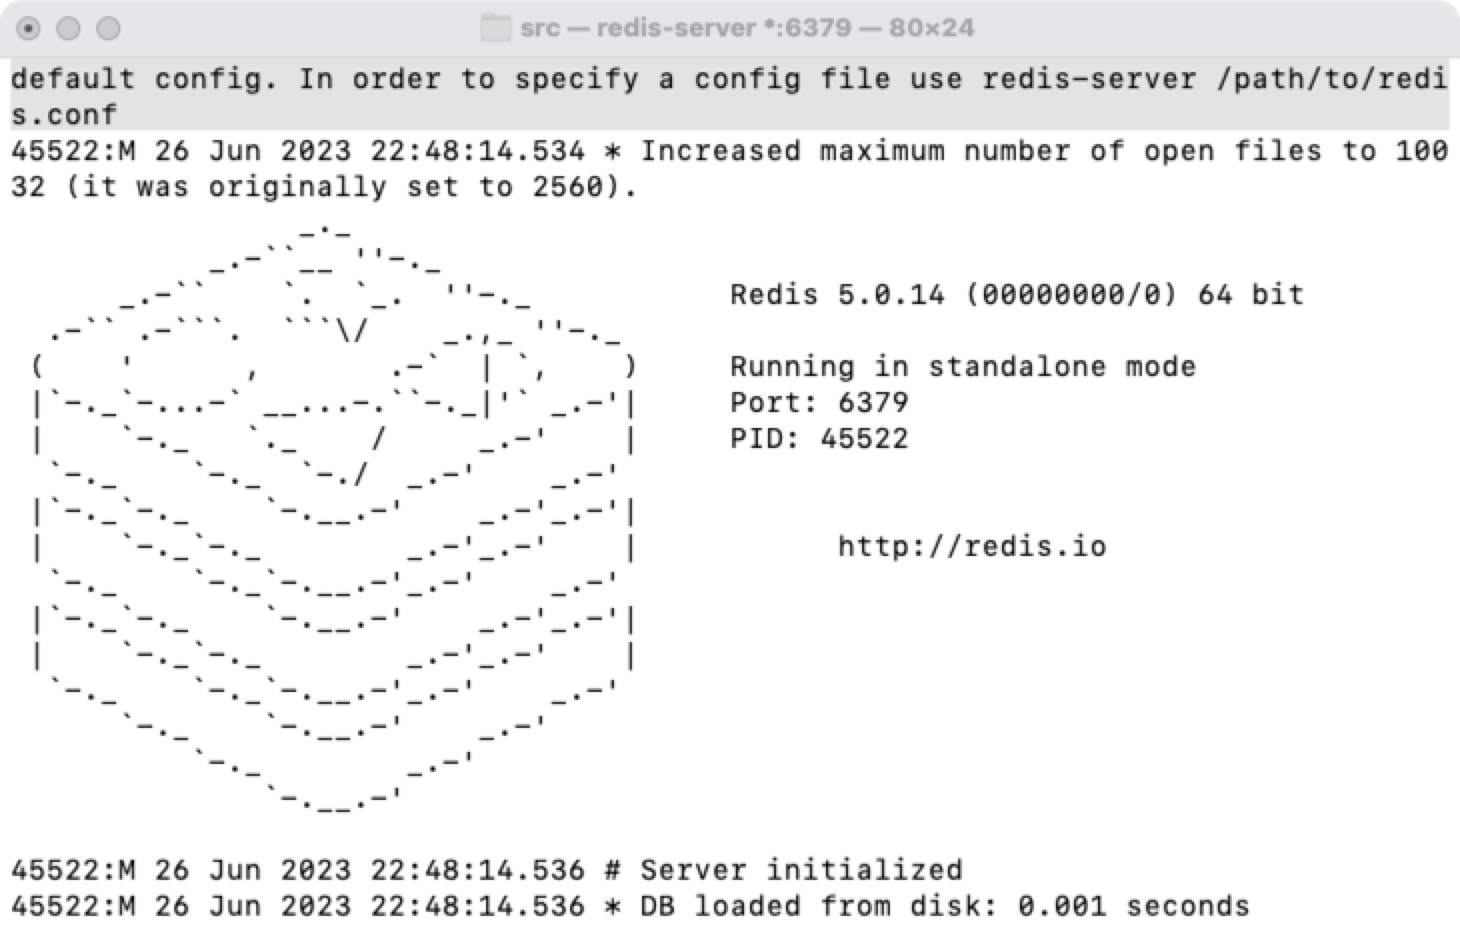 src — redis-server *:6379 — 80×24
default config. In order to specify a config file use redis-server /path/to/redi
s.conf
45522:M 26 Jun 2023 22:48:14.534 * Increased maximum number of open files to 100
32 (it was originally set to 2560).
Redis 5.0.14 (00000000/0) 64 bit
Running in standalone mode
Port: 6379
PID: 45522
http://redis.io
45522:M 26 Jun 2023 22:48:14.536 # Server initialized
45522:M 26 Jun 2023 22:48:14.536 * DB loaded from disk: 0.001 seconds